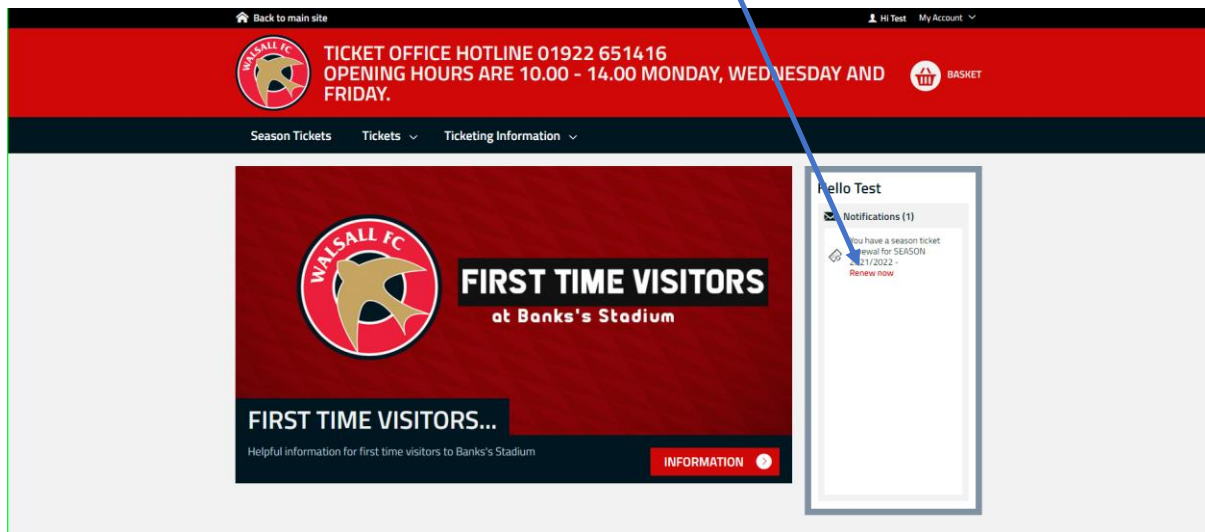 Back to main site
Hi Test My Account
WALSALL FC
TICKET OFFICE HOTLINE 01922 651416
OPENING HOURS ARE 10.00 - 14.00 MONDAY, WEDNESDAY AND
FRIDAY.
BASKET
Season Tickets Tickets Ticketing Information
WALSALL FC
FIRST TIME VISITORS
at Banks's Stadium
FIRST TIME VISITORS...
Helpful information for first time visitors to Banks's Stadium
INFORMATION
Hello Test
Notifications (1)
You have a season ticket
renewal for SEASON
2021/2022 -
Renew now